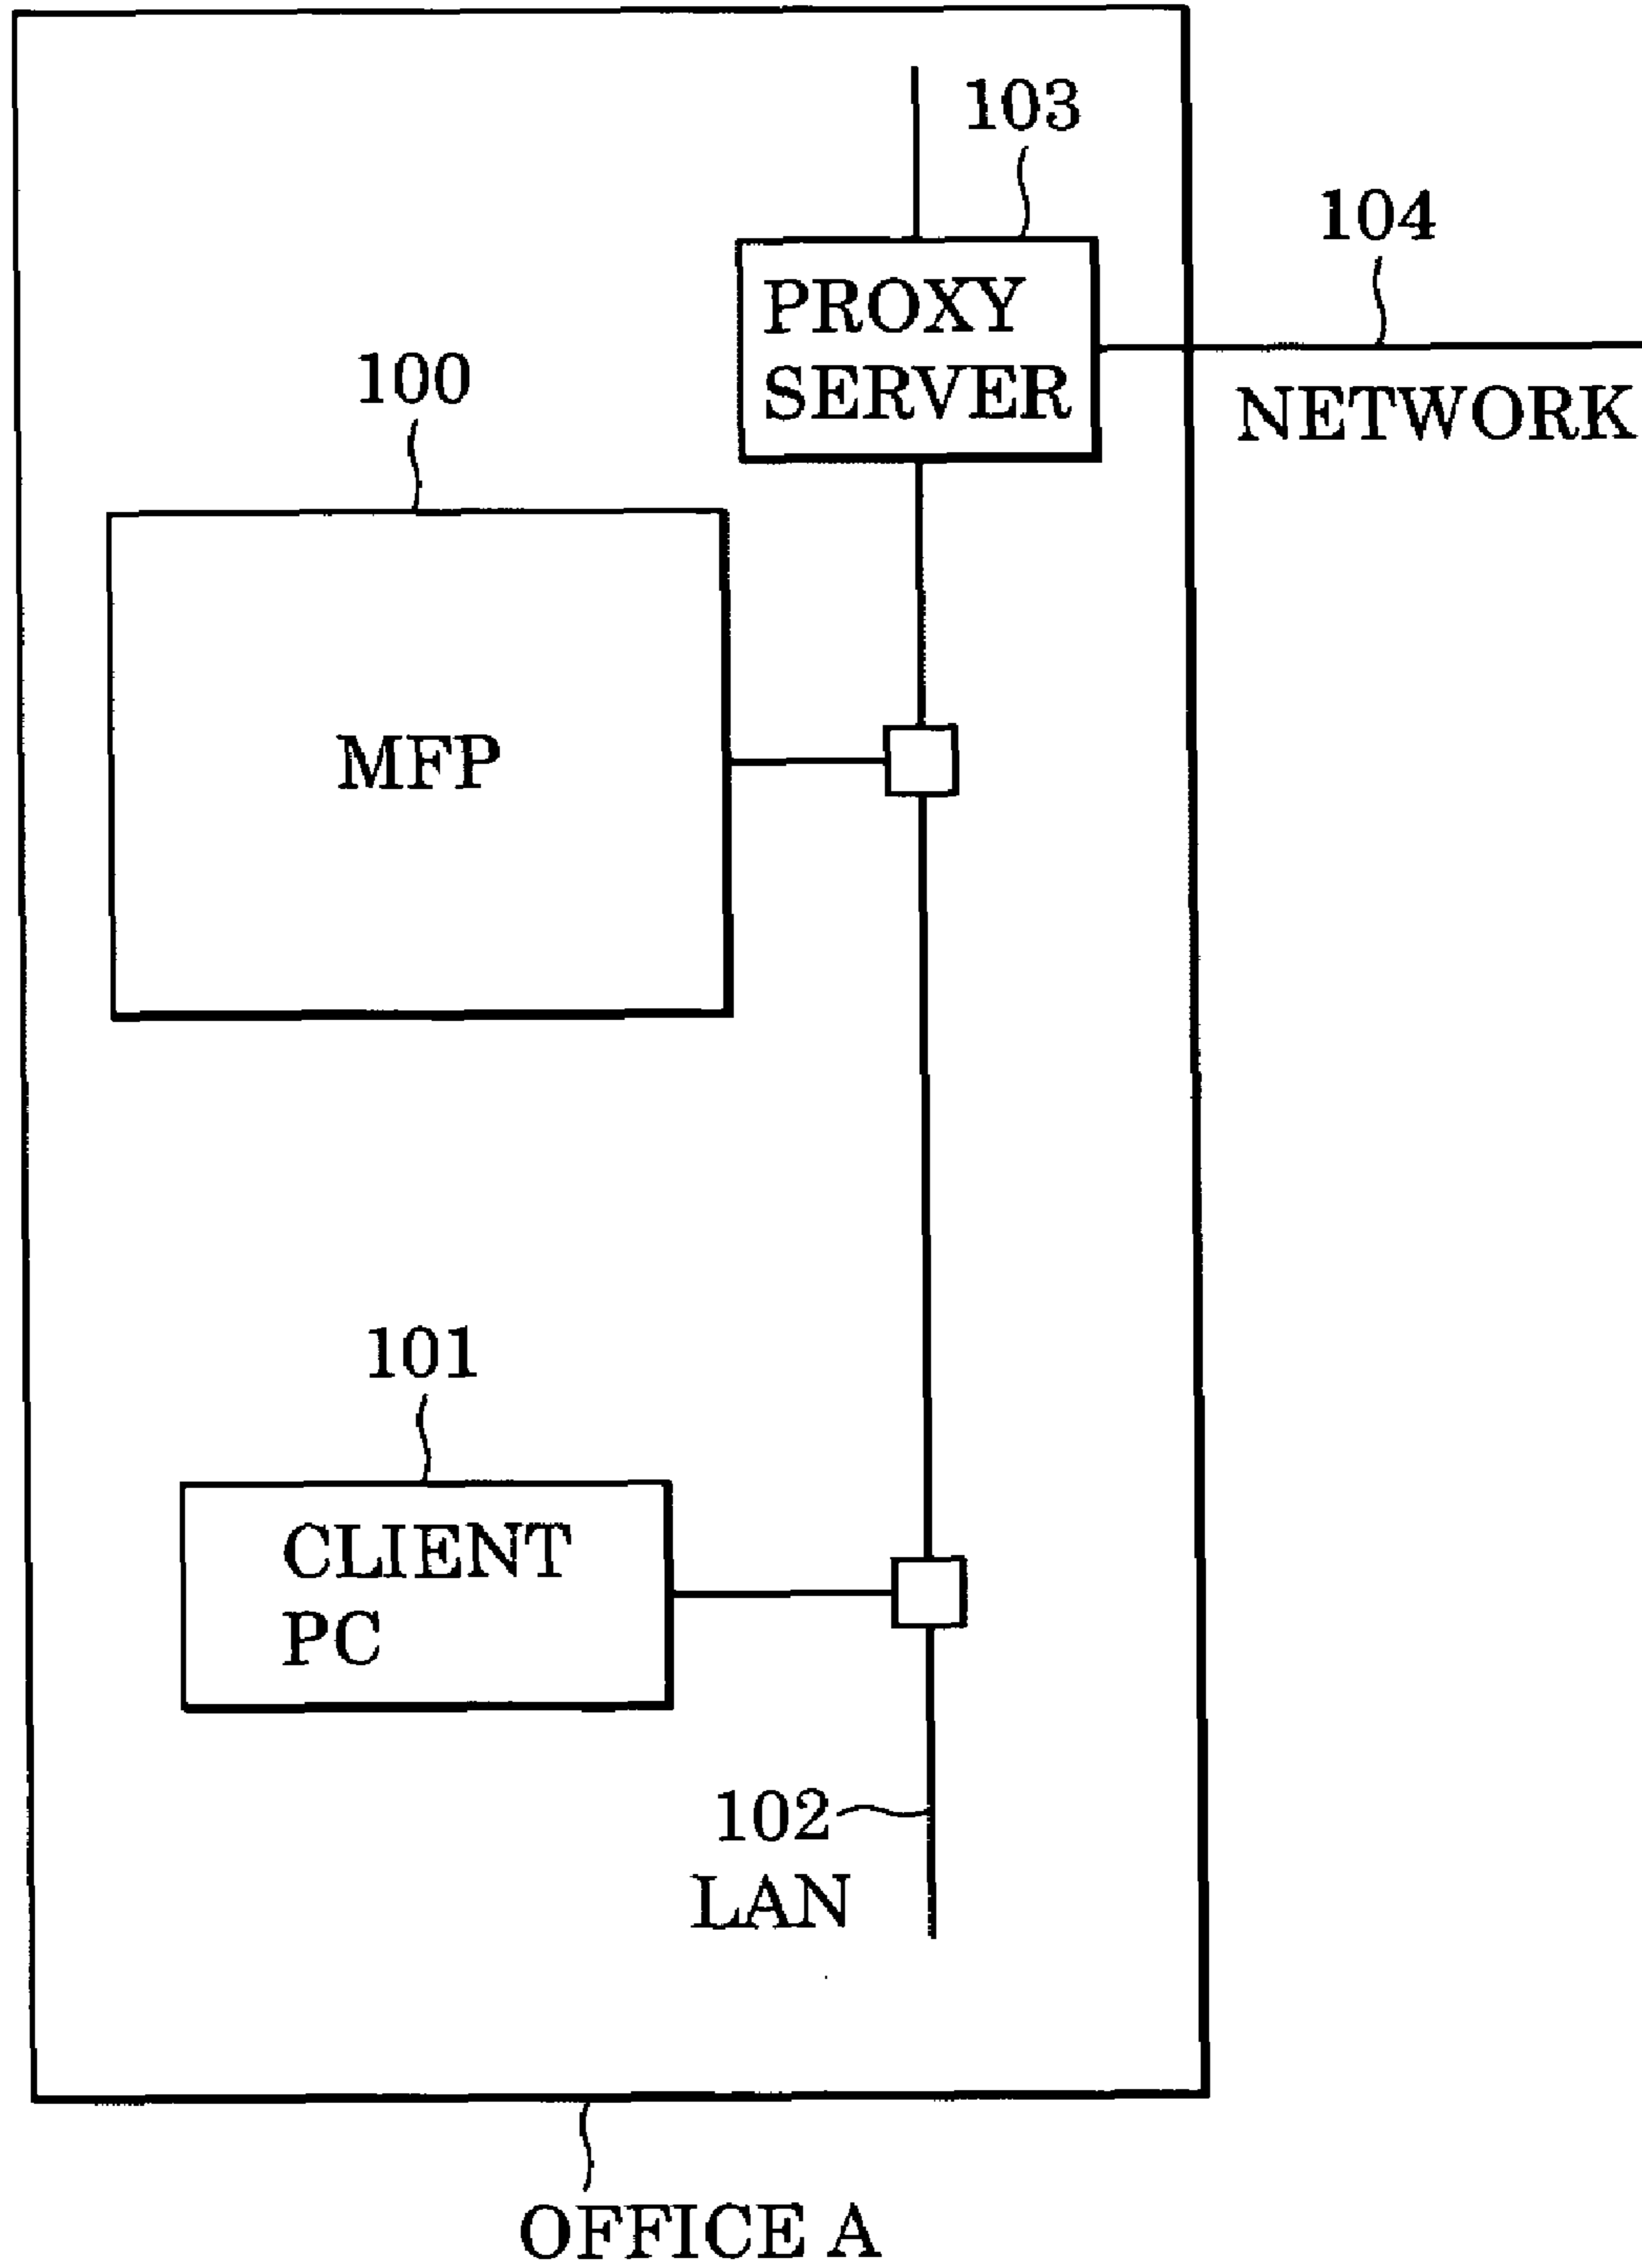 103
104
PROXY
SERVER
NETWORK
100
MFP
101
CLIENT
PC
102
LAN
OFFICE A